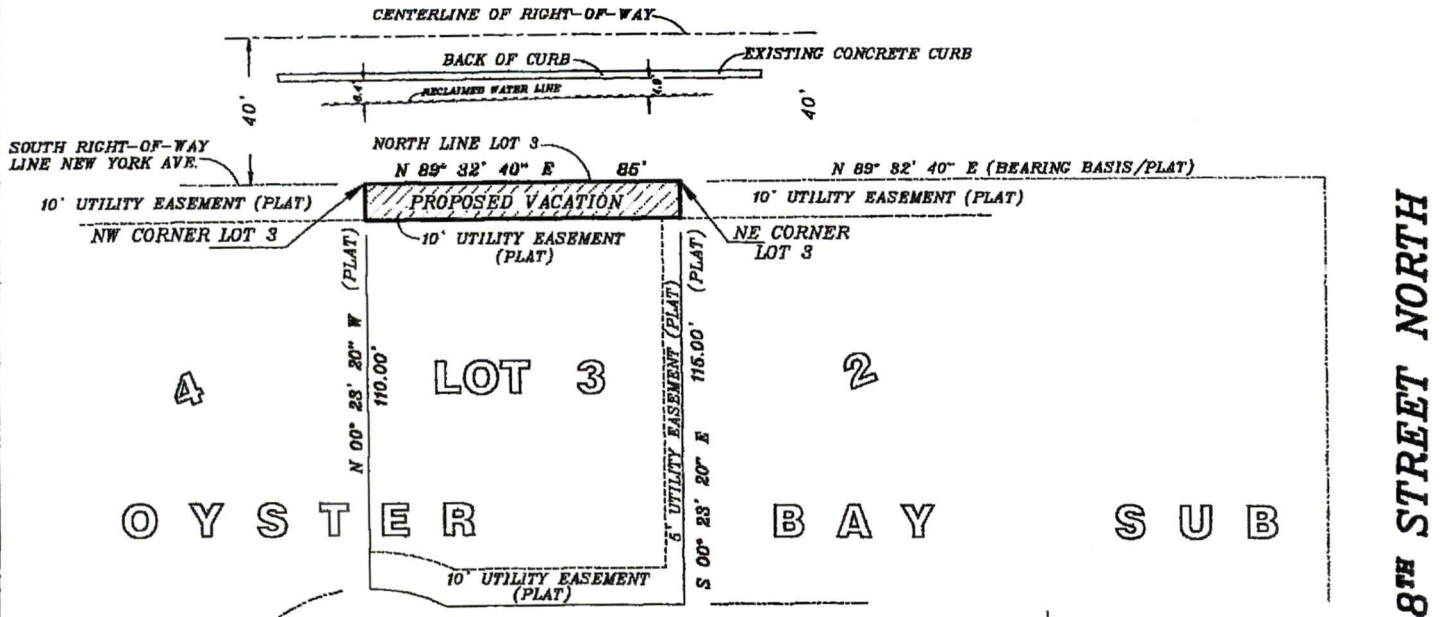 CENTERLINE OF RIGHT-OF-WAY
BACK OF CURB
EXISTING CONCRETE CURB
RECLAIMED WATER LINE
40'
40'
SOUTH RIGHT-OF-WAY
LINE NEW YORK AVE.
NORTH LINE LOT 3
N 89° 32' 40" E 85'
N 89° 32' 40" E (BEARING BASIS/PLAT)
10' UTILITY EASEMENT (PLAT)
PROPOSED VACATION
10' UTILITY EASEMENT (PLAT)
NW CORNER LOT 3
10' UTILITY EASEMENT
(PLAT)
NE CORNER
LOT 3
N 00° 23' 20" W (PLAT)
110.00'
5' UTILITY EASEMENT (PLAT)
115.00'
S 00° 23' 20" E (PLAT)
4
LOT 3
2
OYSTER BAY SUB
10' UTILITY EASEMENT
(PLAT)
8TH STREET NORTH